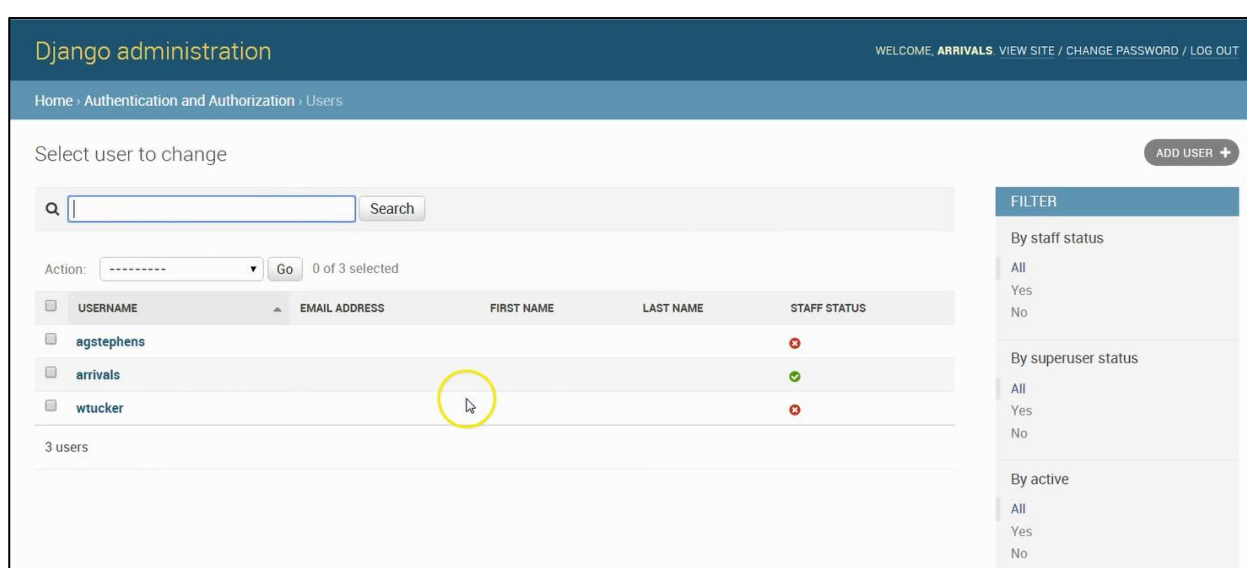 Django administration
WELCOME, ARRIVALS. VIEW SITE / CHANGE PASSWORD / LOG OUT
Home › Authentication and Authorization › Users
Select user to change
ADD USER +
Search
Action: --------- Go 0 of 3 selected
USERNAME EMAIL ADDRESS FIRST NAME LAST NAME STAFF STATUS
agstephens
arrivals
wtucker
3 users
FILTER
By staff status
All
Yes
No
By superuser status
All
Yes
No
By active
All
Yes
No